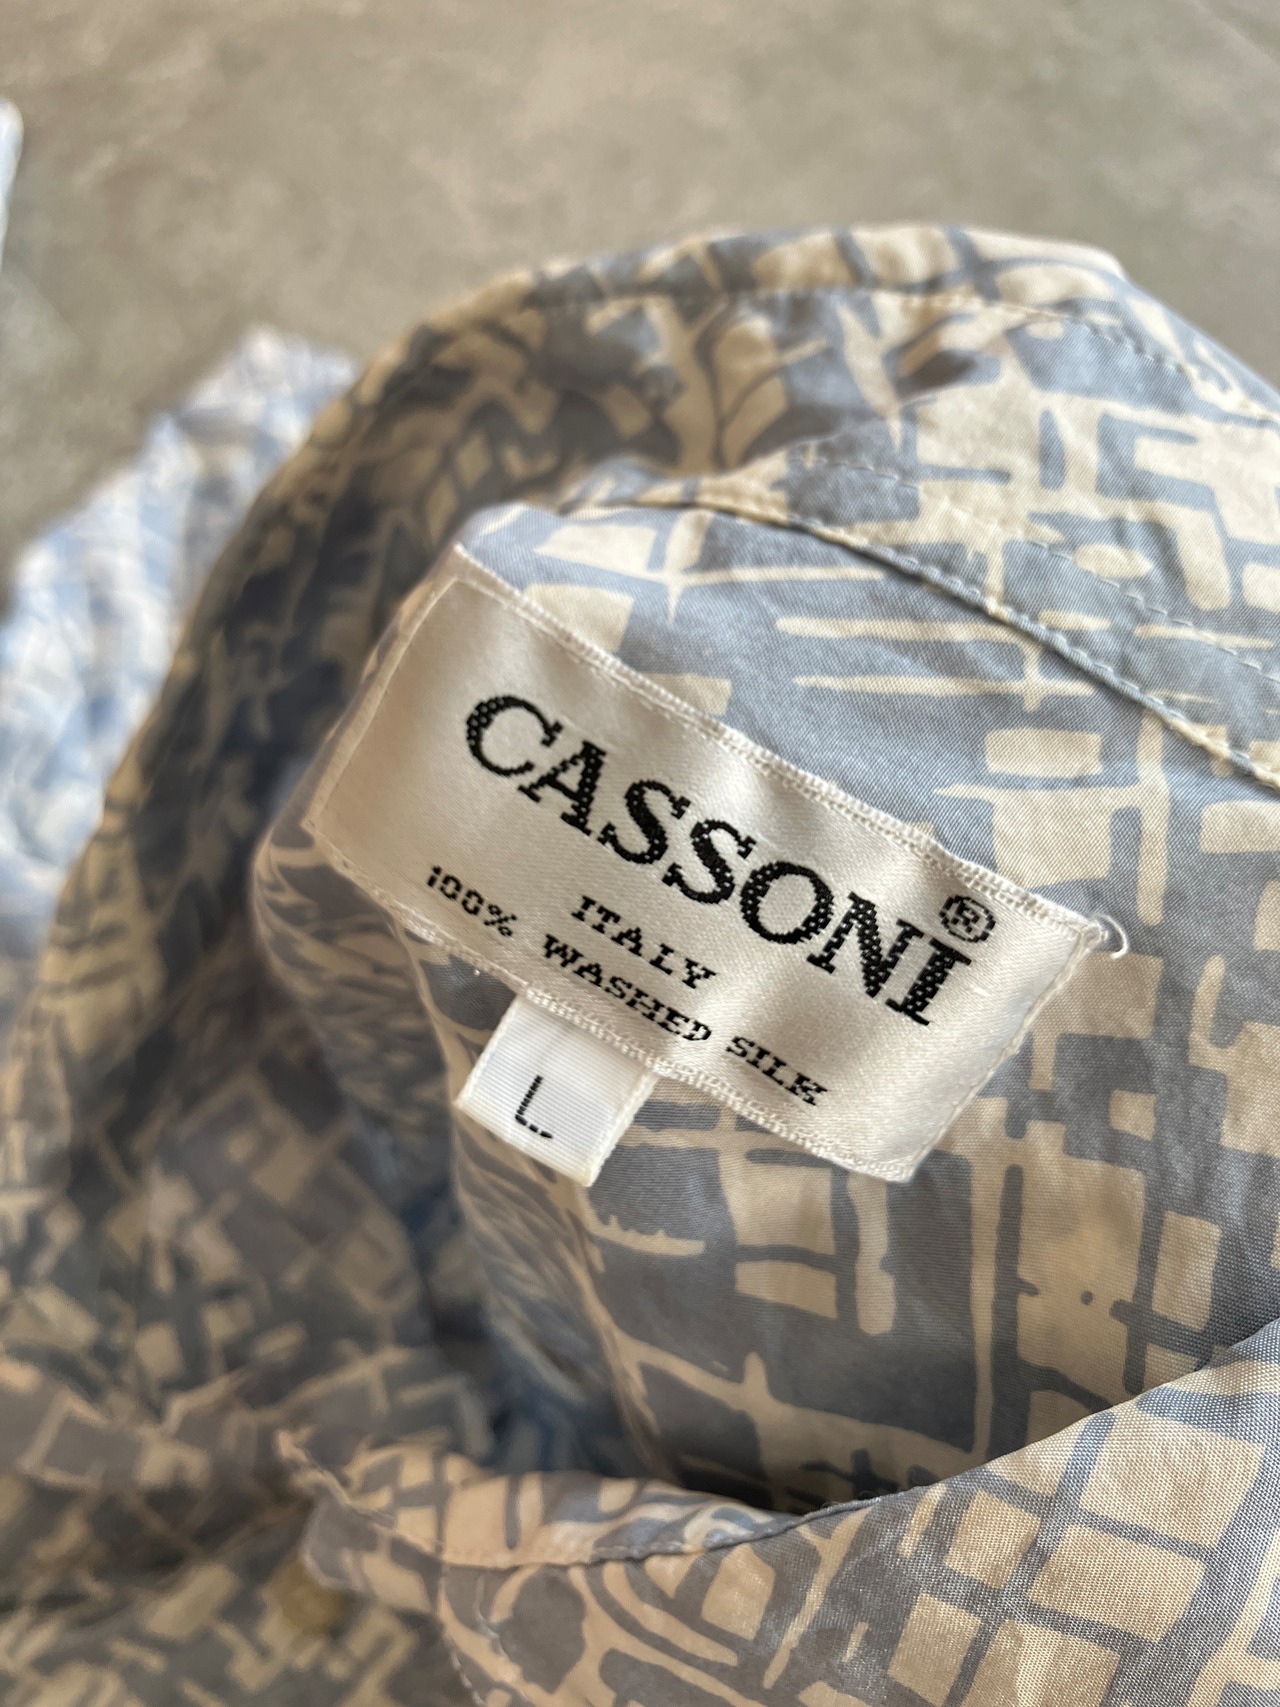 CASSONI®
ITALY
100% WASHED SILK
L